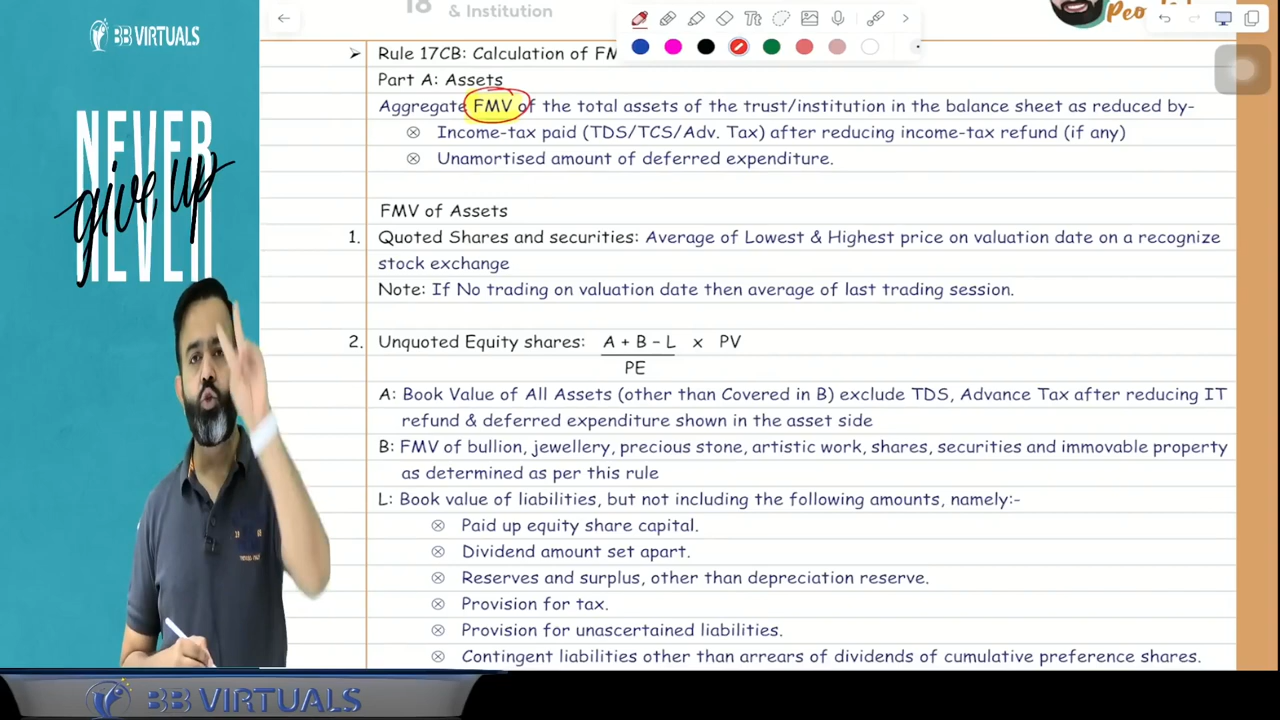 BB VIRTUALS
NEVER
give up
NEVER
18
& Institution
Tt
➤ Rule 17CB: Calculation of FM
Part A: Assets
Aggregate FMV of the total assets of the trust/institution in the balance sheet as reduced by-
⊗ Income-tax paid (TDS/TCS/Adv. Tax) after reducing income-tax refund (if any)
⊗ Unamortised amount of deferred expenditure.
FMV of Assets
1. Quoted Shares and securities: Average of Lowest & Highest price on valuation date on a recognize
stock exchange
Note: If No trading on valuation date then average of last trading session.
2. Unquoted Equity shares: A + B – L x PV
PE
A: Book Value of All Assets (other than Covered in B) exclude TDS, Advance Tax after reducing IT
refund & deferred expenditure shown in the asset side
B: FMV of bullion, jewellery, precious stone, artistic work, shares, securities and immovable property
as determined as per this rule
L: Book value of liabilities, but not including the following amounts, namely:-
⊗ Paid up equity share capital.
⊗ Dividend amount set apart.
⊗ Reserves and surplus, other than depreciation reserve.
⊗ Provision for tax.
⊗ Provision for unascertained liabilities.
⊗ Contingent liabilities other than arrears of dividends of cumulative preference shares.
BB VIRTUALS